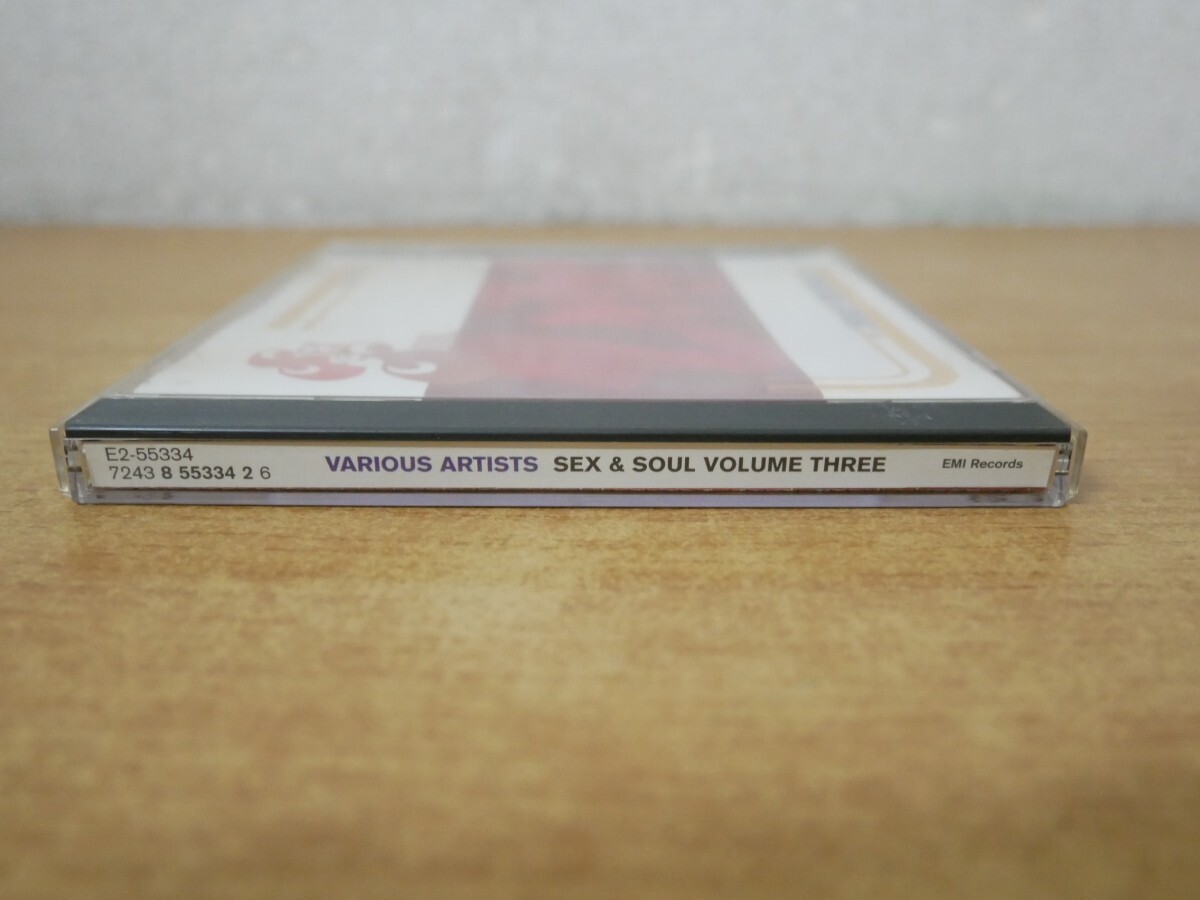 E2-55334
7243 8 55334 2 6
VARIOUS ARTISTS SEX & SOUL VOLUME THREE
EMI Records